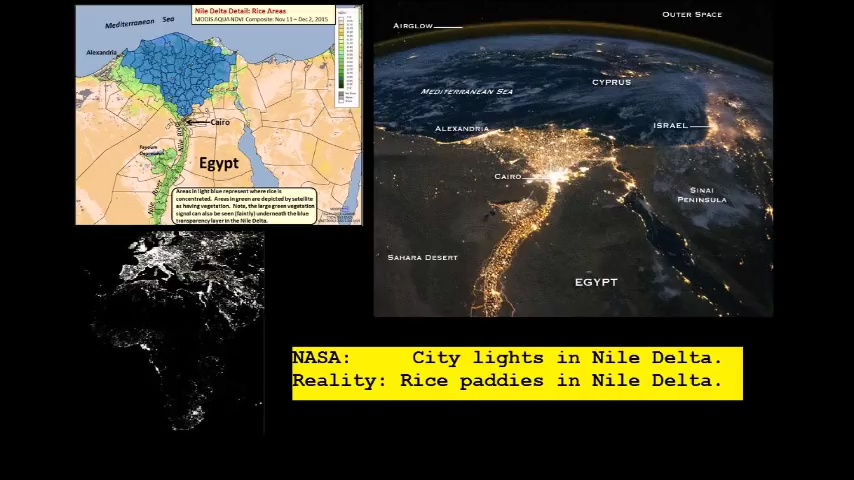 Nile Delta Detail: Rice Areas
MODIS AQUA NDVI Composite: Nov 13 – Dec 2, 2015
Mediterranean Sea
Alexandria
Cairo
Nile River
Fayoum
Depression
Egypt
Areas in light blue represent where rice is
concentrated. Areas in green are depicted by satellite
as having vegetation. Note, the large green vegetation
signal can also be seen (faintly) underneath the blue
transparency layer in the Nile Delta.
OUTER SPACE
AIRGLOW
CYPRUS
MEDITERRANEAN SEA
ISRAEL
ALEXANDRIA
CAIRO
SINAI
PENINSULA
SAHARA DESERT
EGYPT
NASA: City lights in Nile Delta.
Reality: Rice paddies in Nile Delta.